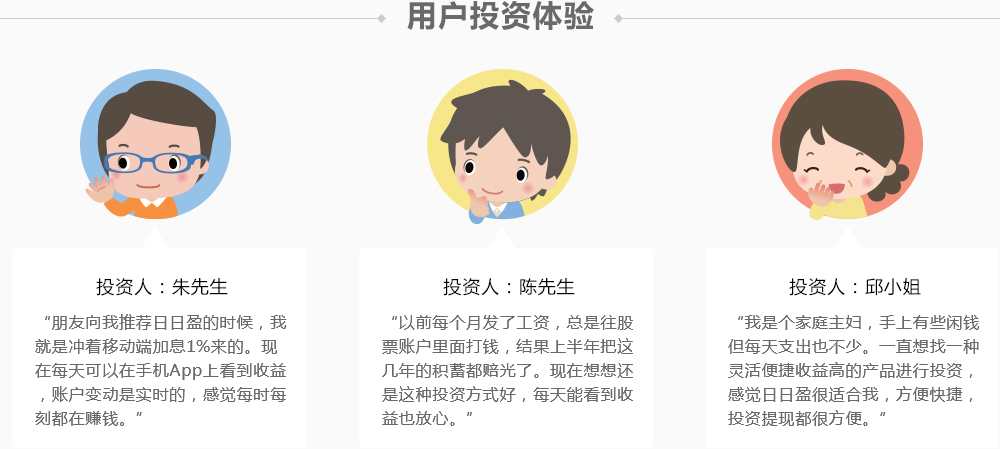 用户投资体验
投资人：朱先生
“朋友向我推荐日日盈的时候，我
就是冲着移动端加息1%来的。现
在每天可以在手机App上看到收益
，账户变动是实时的，感觉每时每
刻都在赚钱。”
投资人：陈先生
“以前每个月发了工资，总是往股
票账户里面打钱，结果上半年把这
几年的积蓄都赔光了。现在想想还
是这种投资方式好，每天能看到收
益也放心。”
投资人：邱小姐
“我是个家庭主妇，手上有些闲钱
但每天支出也不少。一直想找一种
灵活便捷收益高的产品进行投资，
感觉日日盈很适合我，方便快捷，
投资提现都很方便。”